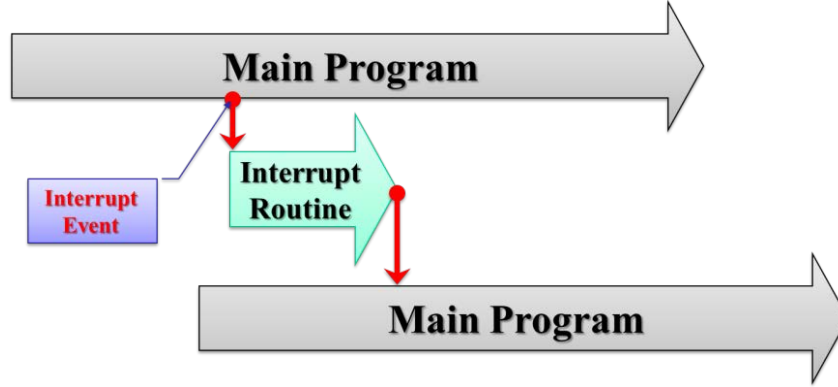 Main Program
Interrupt
Event
Interrupt
Routine
Main Program